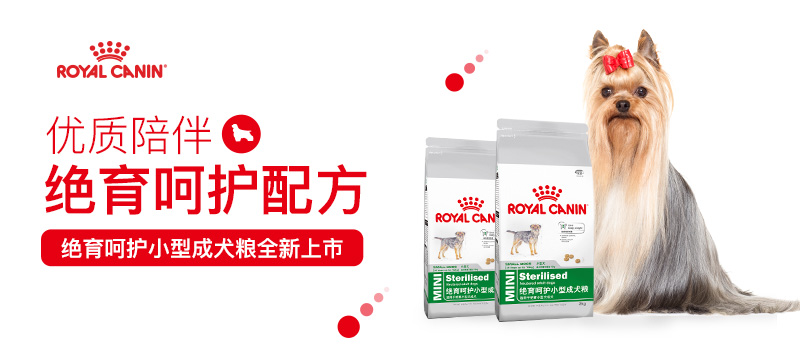 ROYAL CANIN
优质陪伴
绝育呵护配方
绝育呵护小型成犬粮全新上市
ROYAL CANIN
MINI
Sterilised
绝育呵护小型成犬粮
ROYAL CANIN
MINI
Sterilised
绝育呵护小型成犬粮